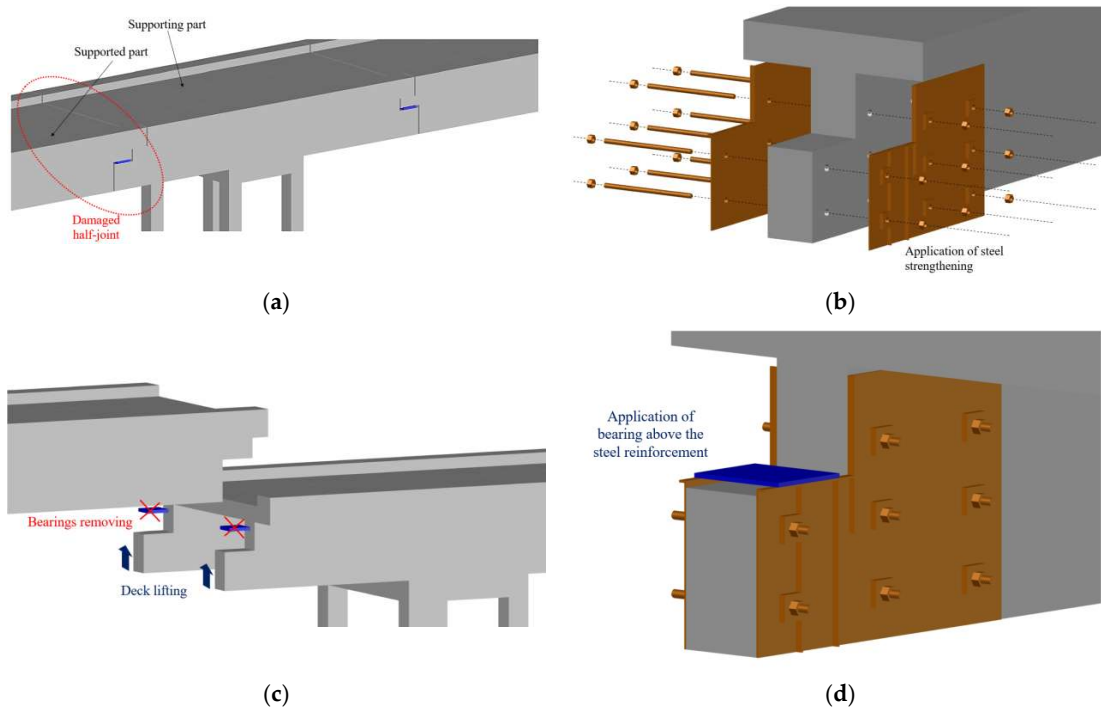 Supporting part
Supported part
Damaged
half-joint
Application of steel
strengthening
(a)
(b)
Bearings removing
Deck lifting
Application of
bearing above the
steel reinforcement
(c)
(d)